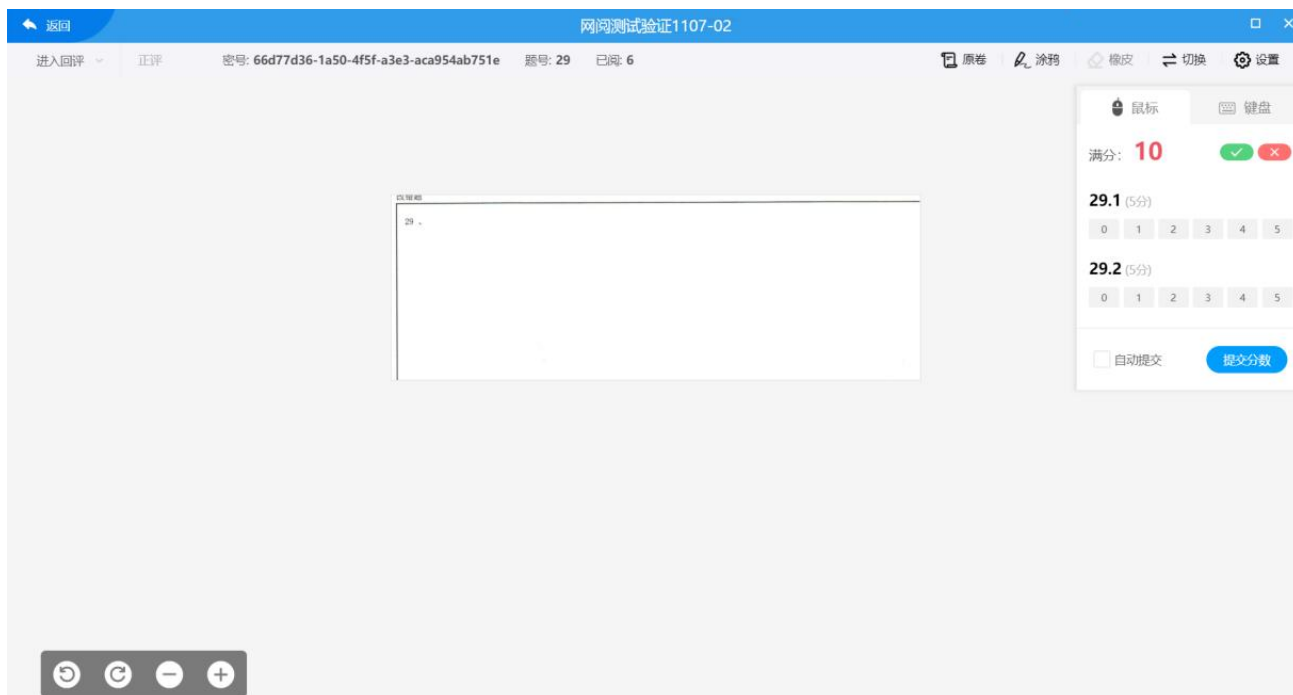 返回
网阅测试验证1107-02
进入回评
正评
密号: 66d77d36-1a50-4f5f-a3e3-aca954ab751e
题号: 29
已阅: 6
原卷
涂鸦
橡皮
切换
设置
鼠标
键盘
满分: 10
29.1 (5分)
0 1 2 3 4 5
29.2 (5分)
0 1 2 3 4 5
自动提交
提交分数
29 .